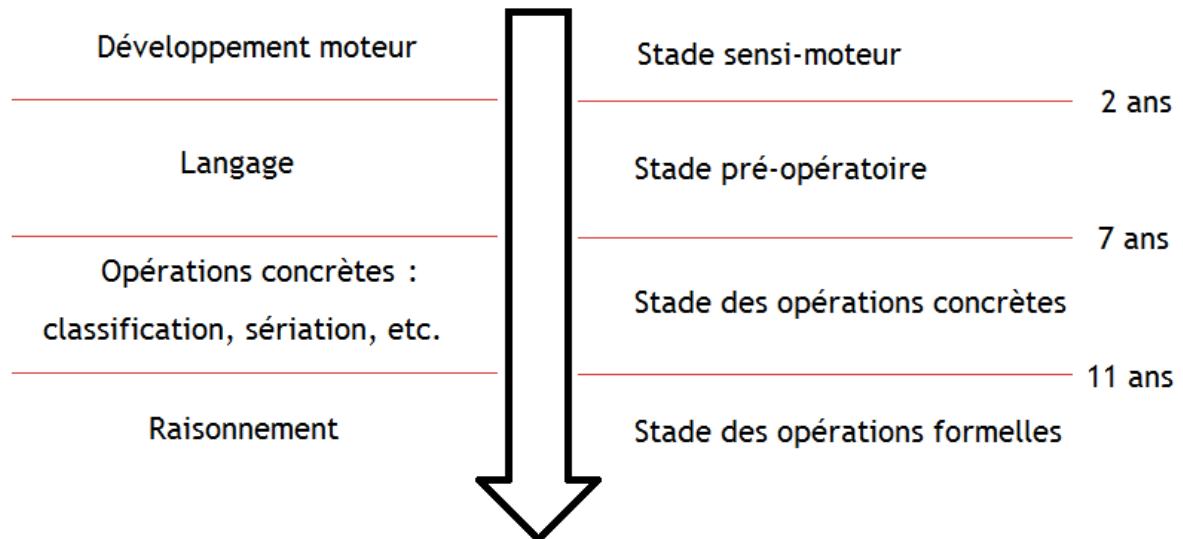 Développement moteur
Stade sensi-moteur
2 ans
Langage
Stade pré-opératoire
7 ans
Opérations concrètes :
classification, sériation, etc.
Stade des opérations concrètes
11 ans
Raisonnement
Stade des opérations formelles